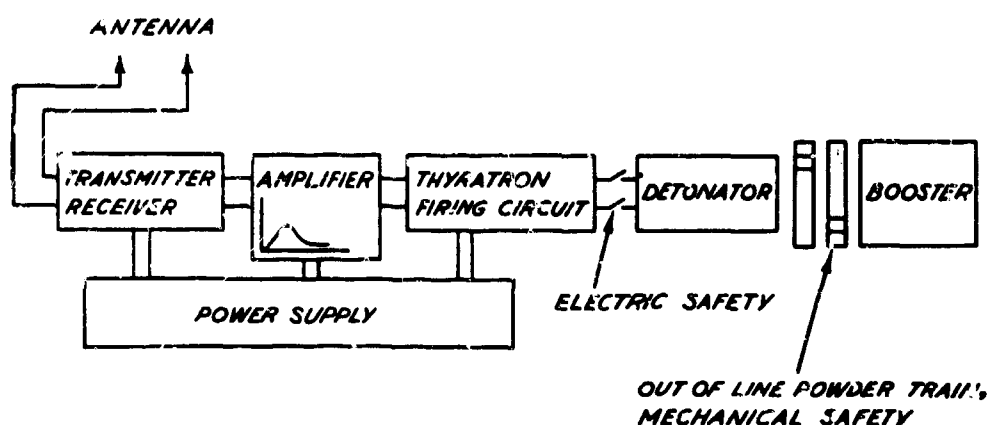 ANTENNA
TRANSMITTER
RECEIVER
AMPLIFIER
THYRATRON
FIRING CIRCUIT
DETONATOR
BOOSTER
POWER SUPPLY
ELECTRIC SAFETY
OUT OF LINE POWDER TRAIN,
MECHANICAL SAFETY